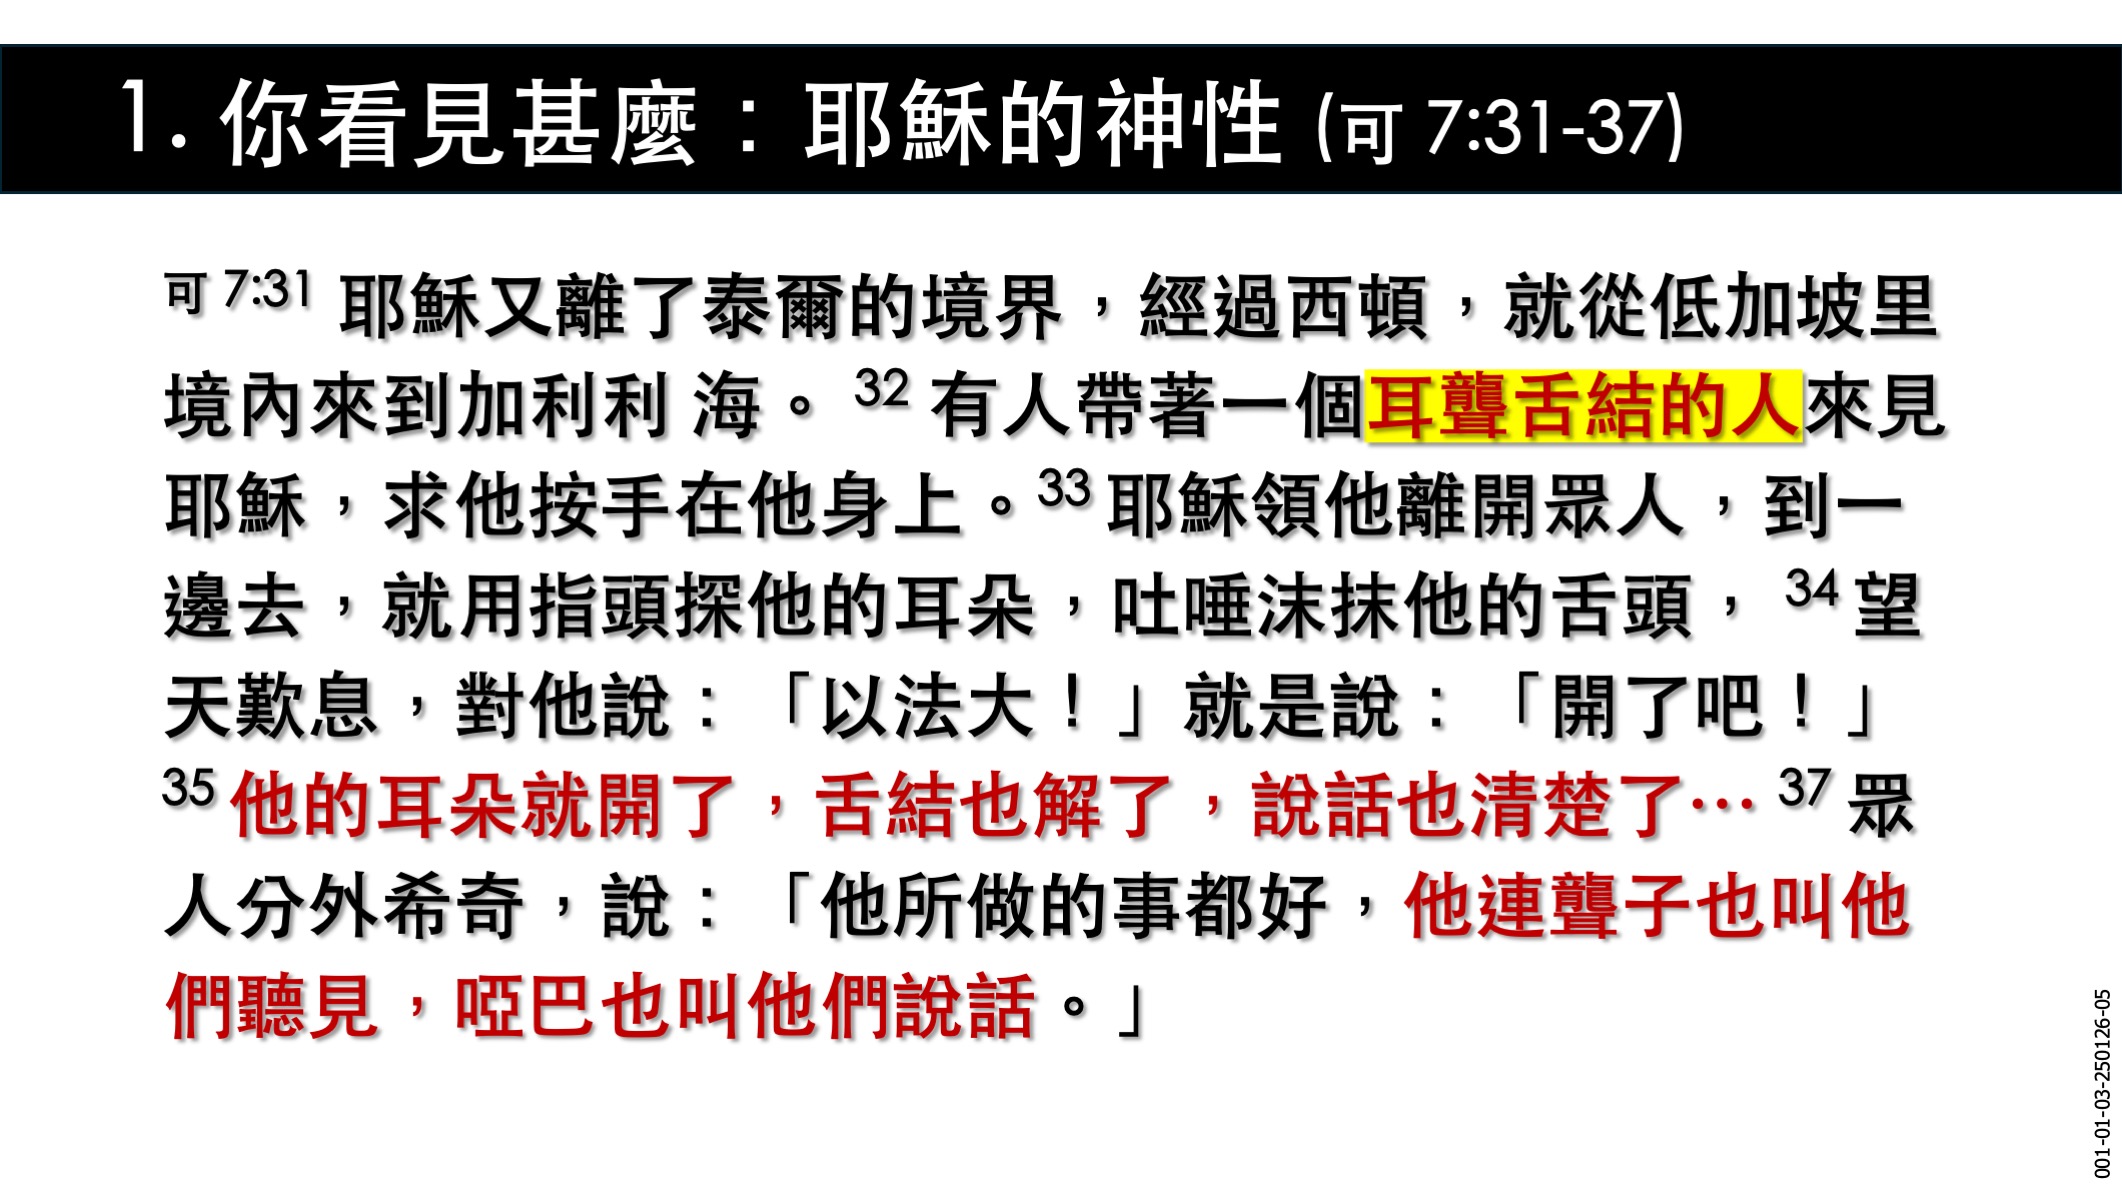 1. 你看見甚麼：耶穌的神性 (可 7:31-37)
可 7:31 耶穌又離了泰爾的境界，經過西頓，就從低加坡里
境內來到加利利 海。 32 有人帶著一個耳聾舌結的人來見
耶穌，求他按手在他身上。33 耶穌領他離開眾人，到一
邊去，就用指頭探他的耳朵，吐唾沫抹他的舌頭， 34 望
天歎息，對他說：「以法大！」就是說：「開了吧！」
35 他的耳朵就開了，舌結也解了，說話也清楚了… 37 眾
人分外希奇，說：「他所做的事都好，他連聾子也叫他
們聽見，啞巴也叫他們說話。」
001-01-03-250126-05